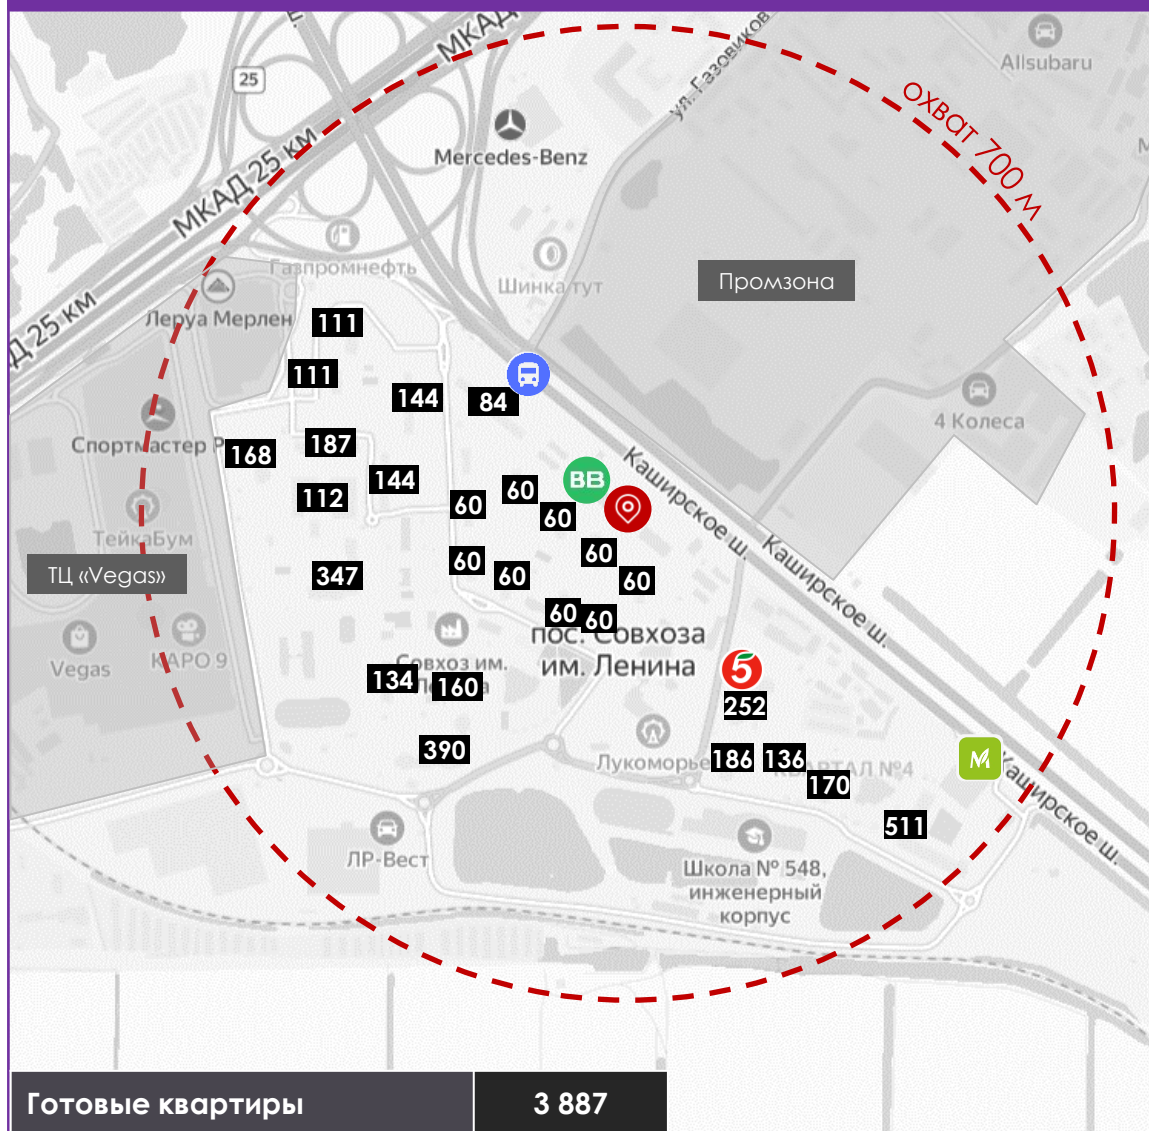 МКАД
25
ул. Газовиков
Allsubaru
охват 700 м
Mercedes-Benz
МКАД 25 км
Газпромнефть
Шинка тут
Промзона
Леруа Мерлен
Д 25 км
111
111
144
84
4 Колеса
Спортмастер Р
187
168
144
112
60
60
BB
60
Каширское ш.
ТейкаБум
60
Каширское ш.
ТЦ «Vegas»
347
60
60
60
60
60
пос. Совхоза
им. Ленина
Vegas
КАРО 9
Совхоз им.
134
160
5
252
390
Лукоморье
186
136
КВАРТАЛ №4
170
М
Каширское ш.
511
ЛР-Вест
Школа № 548,
инженерный
корпус
Готовые квартиры
3 887